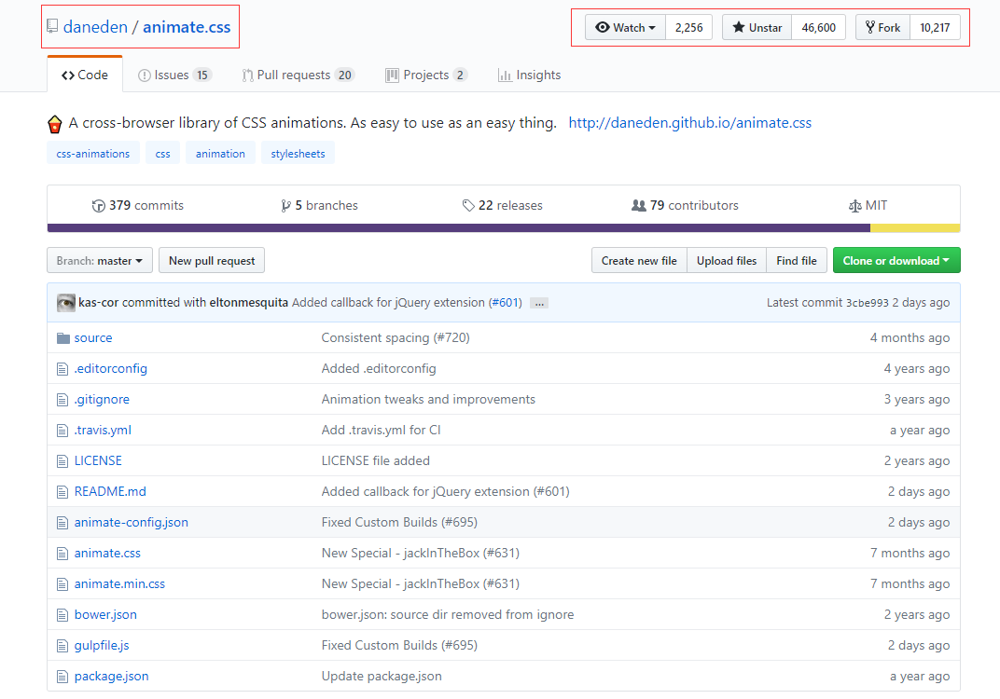 daneden / animate.css
Watch 2,256 Unstar 46,600 Fork 10,217
Code Issues 15 Pull requests 20 Projects 2 Insights
A cross-browser library of CSS animations. As easy to use as an easy thing. http://daneden.github.io/animate.css
css-animations css animation stylesheets
379 commits 5 branches 22 releases 79 contributors MIT
Branch: master New pull request Create new file Upload files Find file Clone or download
kas-cor committed with eltonmesquita Added callback for jQuery extension (#601) ... Latest commit 3cbe993 2 days ago
source Consistent spacing (#720) 4 months ago
.editorconfig Added .editorconfig 4 years ago
.gitignore Animation tweaks and improvements 3 years ago
.travis.yml Add .travis.yml for CI a year ago
LICENSE LICENSE file added 2 years ago
README.md Added callback for jQuery extension (#601) 2 days ago
animate-config.json Fixed Custom Builds (#695) 2 days ago
animate.css New Special - jackInTheBox (#631) 7 months ago
animate.min.css New Special - jackInTheBox (#631) 7 months ago
bower.json bower.json: source dir removed from ignore 2 years ago
gulpfile.js Fixed Custom Builds (#695) 2 days ago
package.json Update package.json a year ago